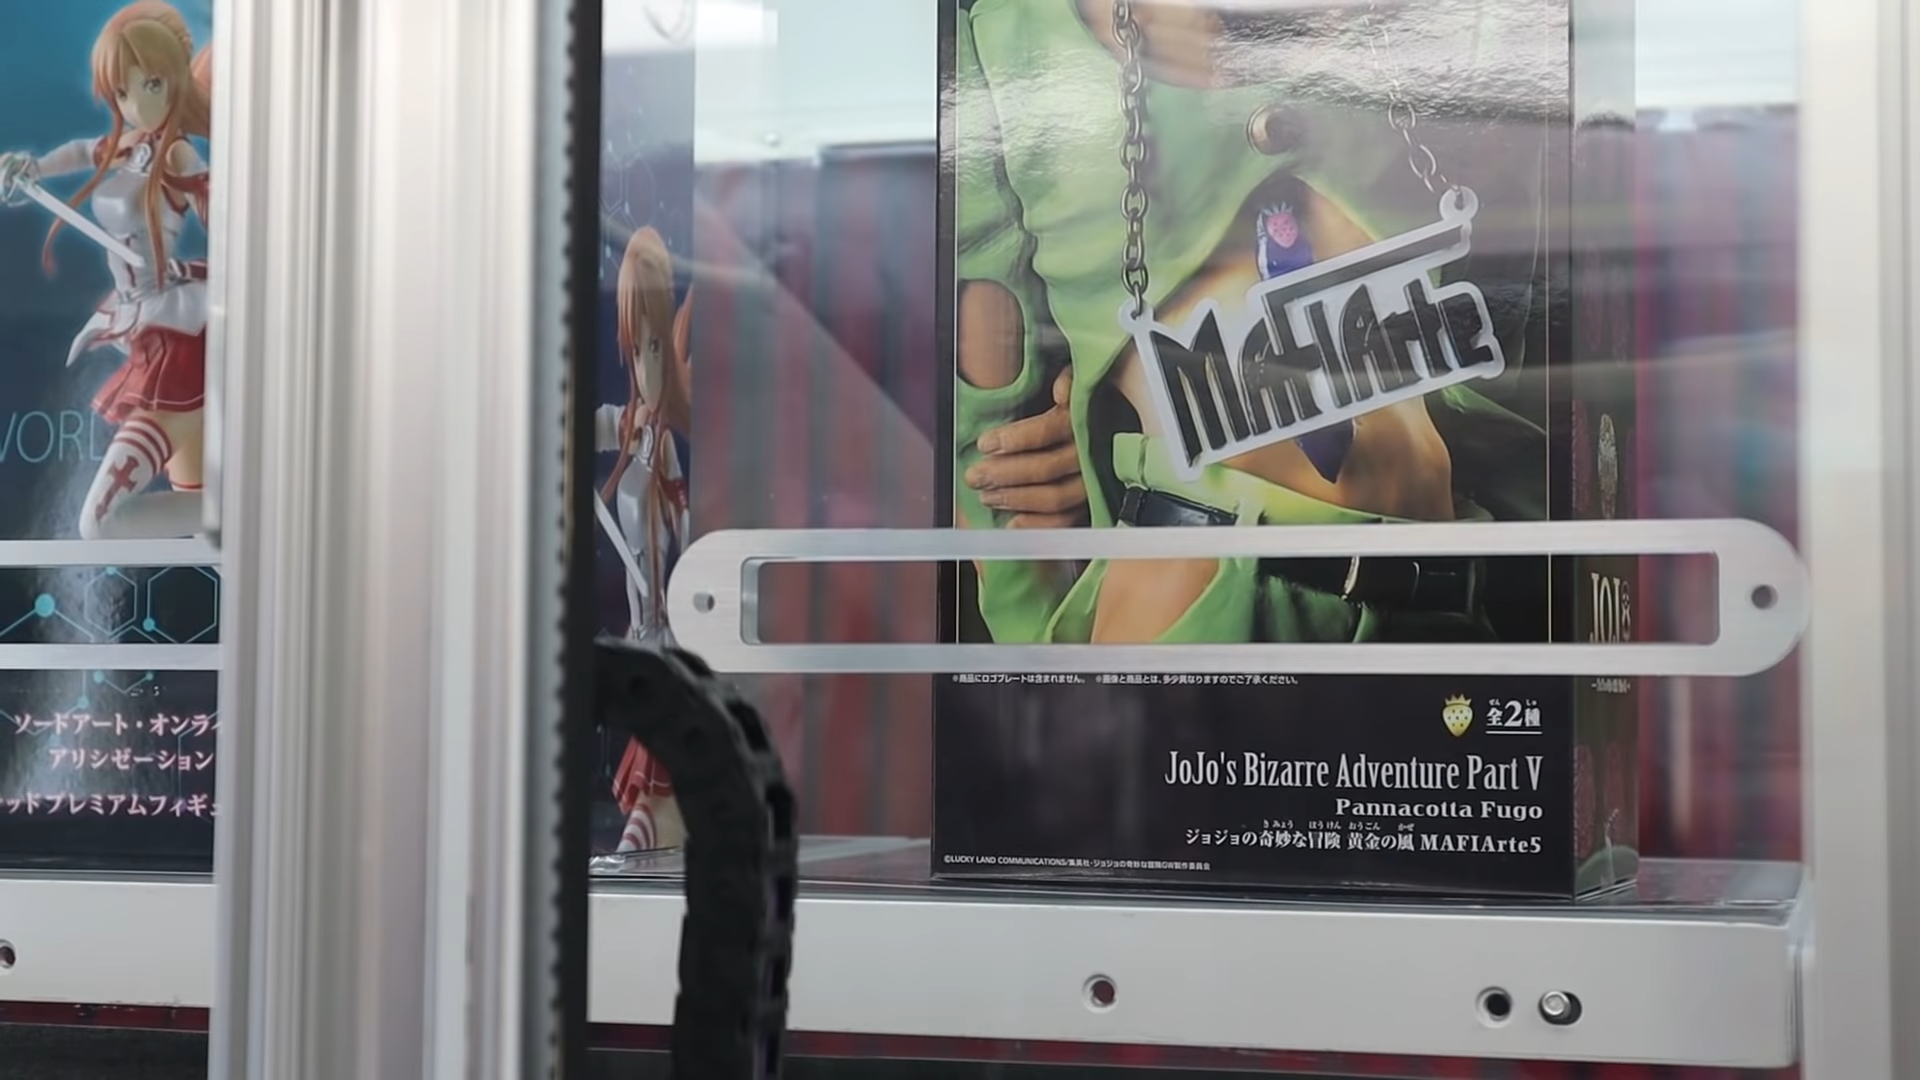 WORL
ソードアート・オンライ
アリシゼーション
ッドプレミアムフィギュ
MAFIArte
※商品にロゴプレートは含まれません。 ※画像と商品とは、多少異なりますのでご了承ください。
全2種
JoJo's Bizarre Adventure Part V
Pannacotta Fugo
ジョジョの奇妙な冒険 黄金の風 MAFIArte5
©LUCKY LAND COMMUNICATIONS/集英社・ジョジョの奇妙な冒険GW製作委員会
JOJO